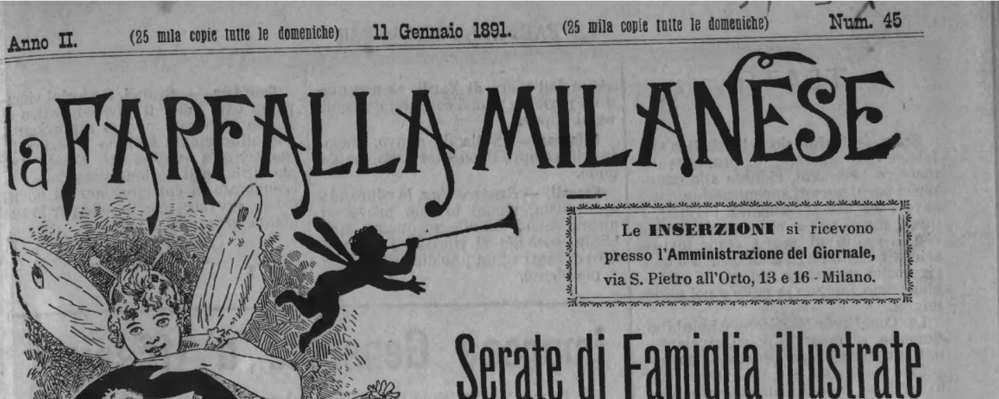 Anno II. (25 mila copie tutte le domeniche) 11 Gennaio 1891. (25 mila copie tutte le domeniche) Num. 45
la FARFALLA MILANESE
Le INSERZIONI si ricevono
presso l'Amministrazione del Giornale,
via S. Pietro all'Orto, 13 e 16 - Milano.
Serate di Famiglia illustrate